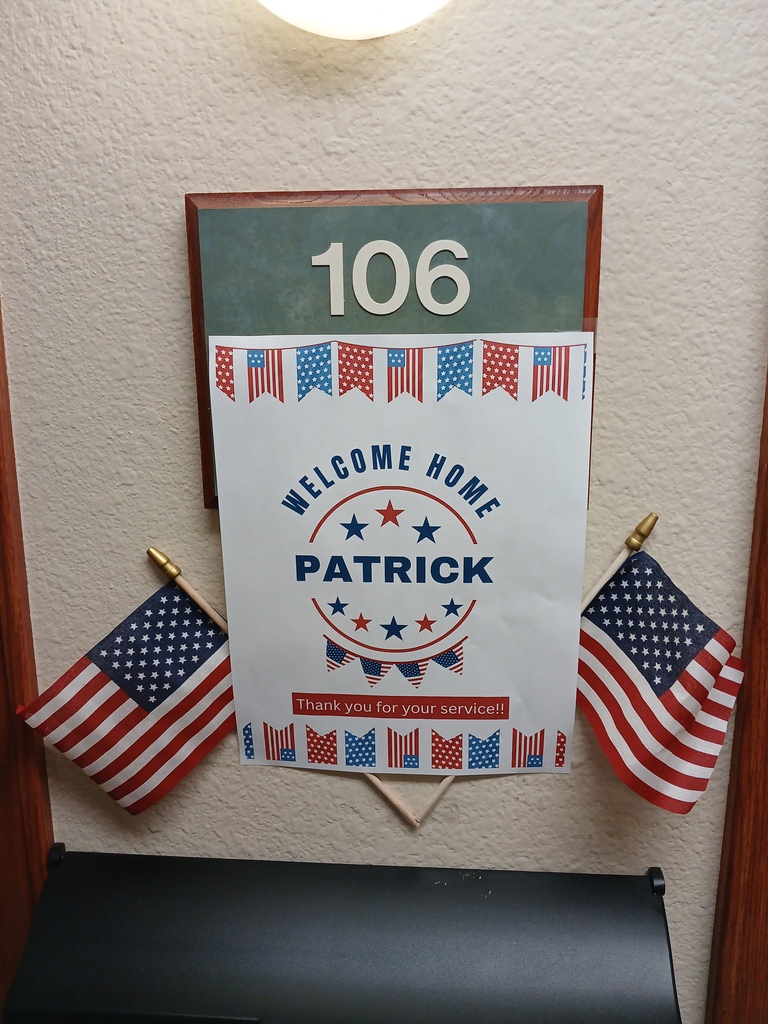 106
WELCOME HOME
PATRICK
Thank you for your service!!